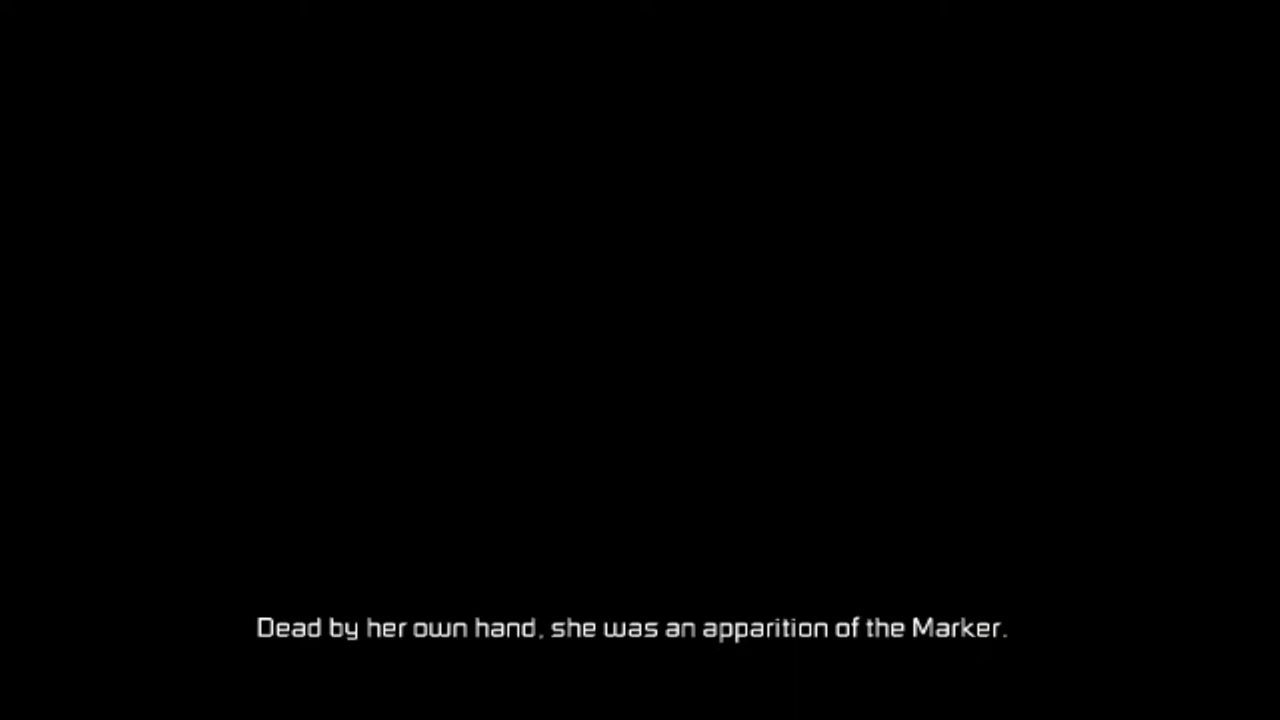 Dead by her own hand, she was an apparition of the Marker.